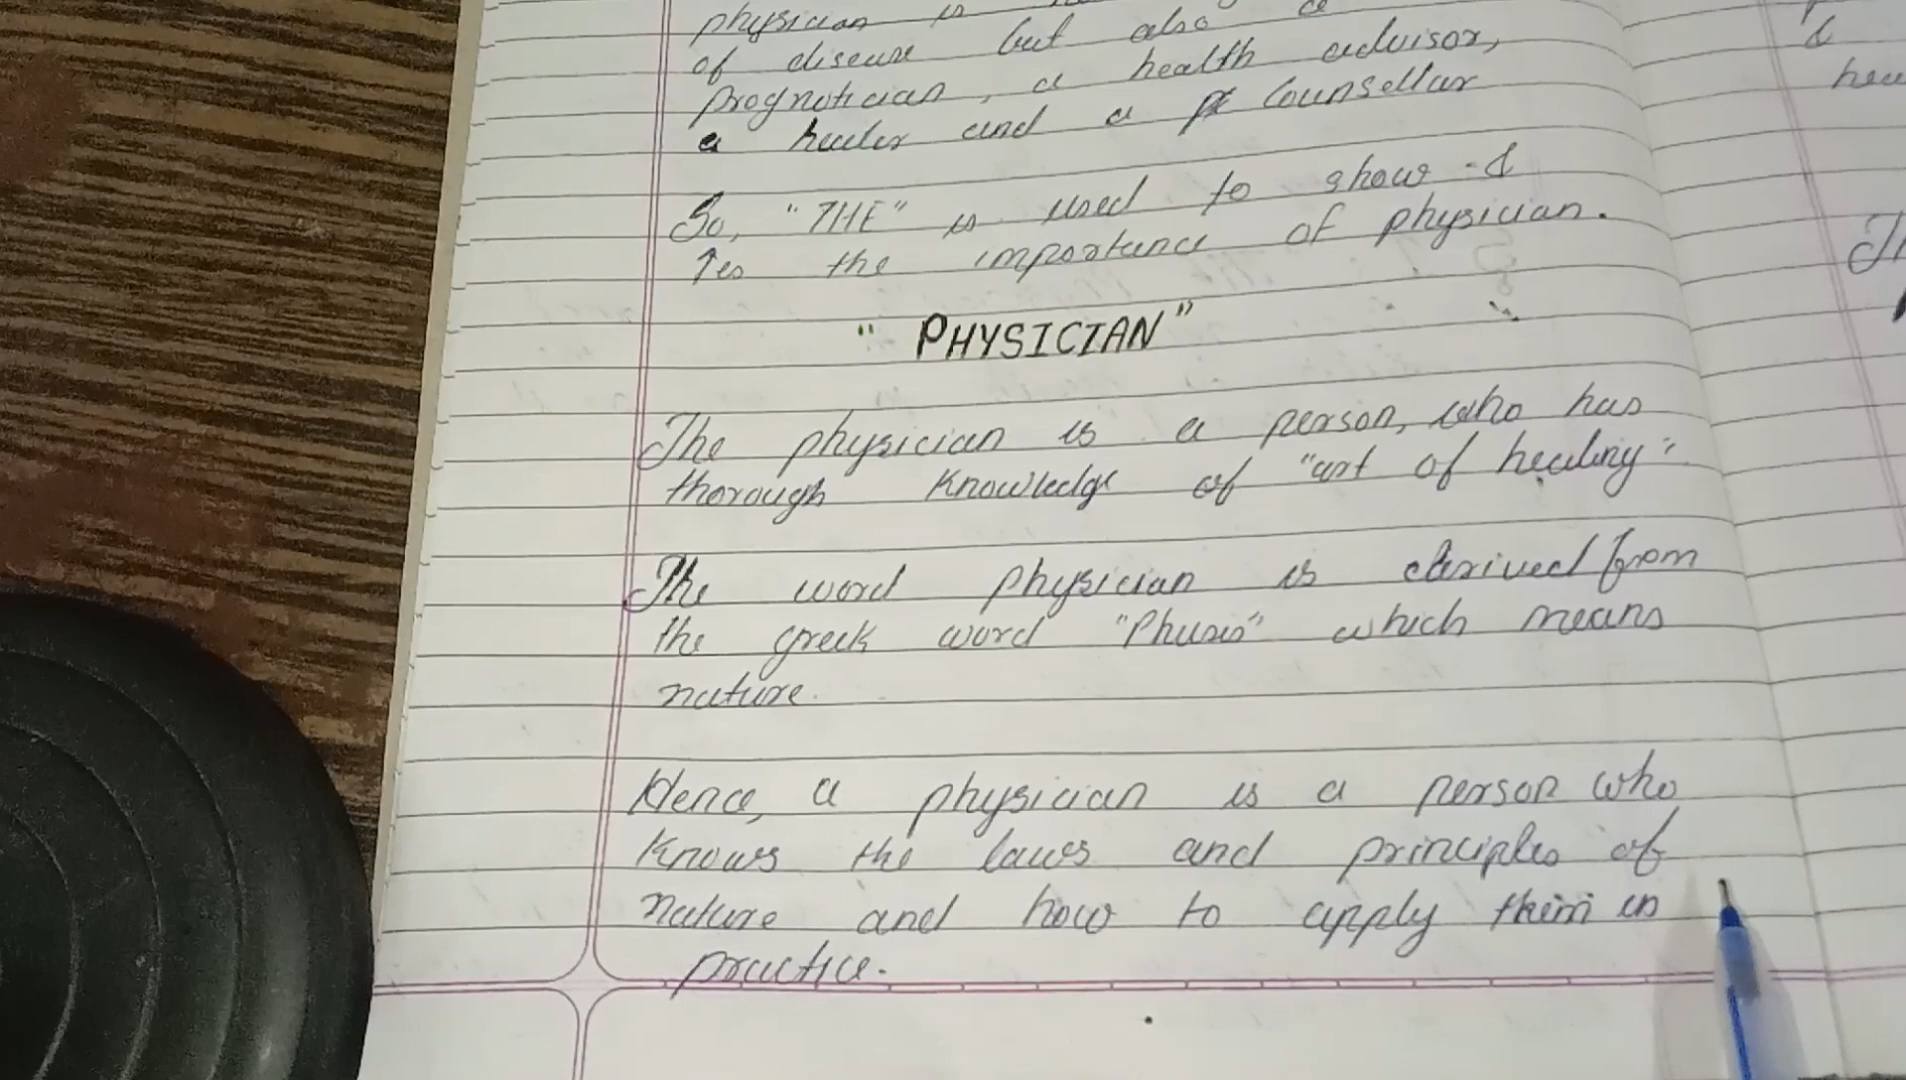 physician is
of disease but also a
prognotician, a health advisor,
a healer and a Counsellar
So, "THE" is used to show -d
the importance of physician.
"PHYSICIAN"
The physician is a person, who has
thorough Knowledge of "art of healing".
The word physician is derived from
the greek word "Phusis" which means
nature.
Hence, a physician is a person who
Knows the laws and principles of
nature and how to apply them in
practice.